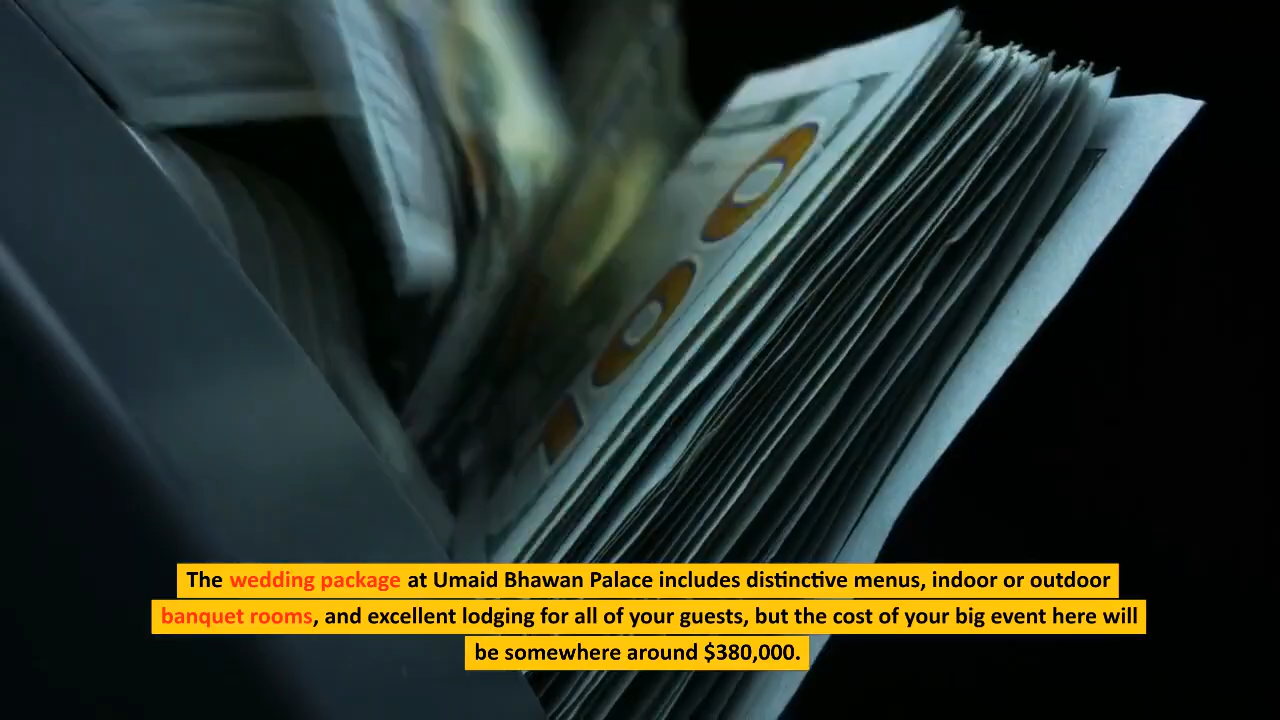 100
The wedding package at Umaid Bhawan Palace includes distinctive menus, indoor or outdoor
banquet rooms, and excellent lodging for all of your guests, but the cost of your big event here will
be somewhere around $380,000.